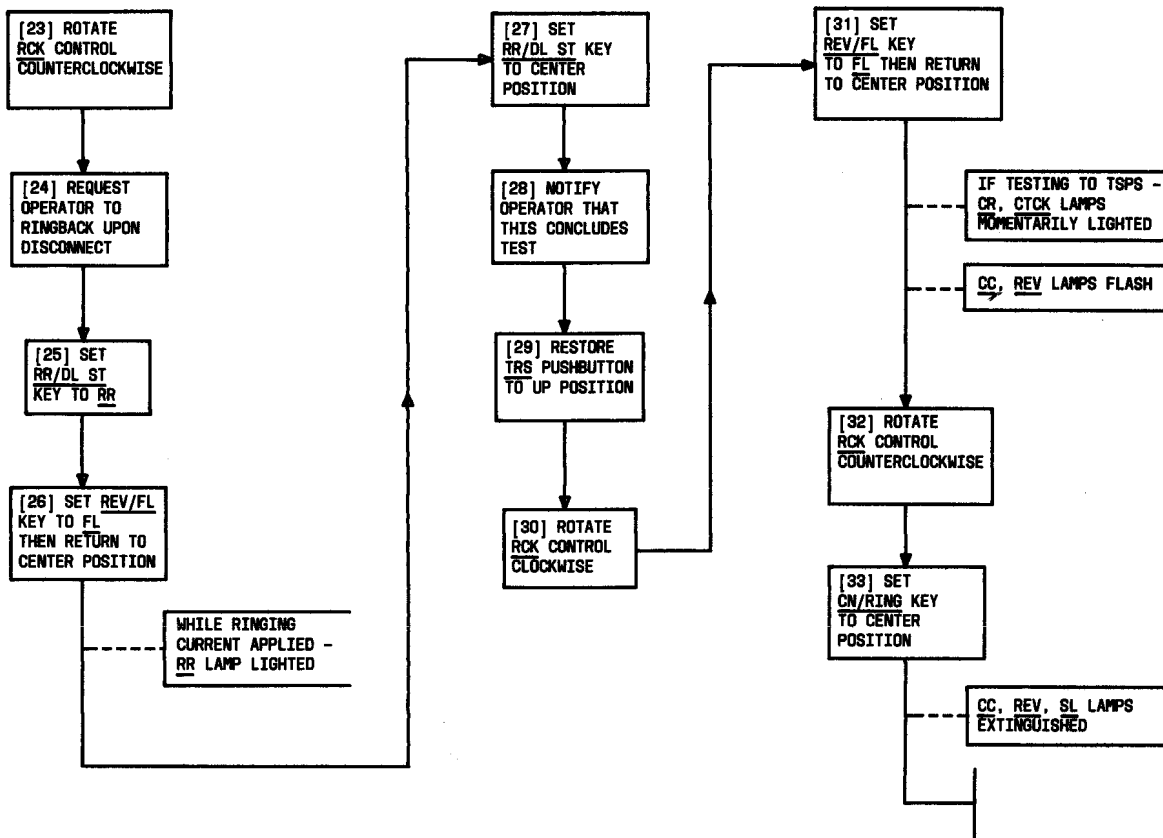 [23] ROTATE
RCK CONTROL
COUNTERCLOCKWISE
[24] REQUEST
OPERATOR TO
RINGBACK UPON
DISCONNECT
[25] SET
RR/DL ST
KEY TO RR
[26] SET REV/FL
KEY TO FL
THEN RETURN TO
CENTER POSITION
WHILE RINGING
CURRENT APPLIED -
RR LAMP LIGHTED
[27] SET
RR/DL ST KEY
TO CENTER
POSITION
[28] NOTIFY
OPERATOR THAT
THIS CONCLUDES
TEST
[29] RESTORE
TRS PUSHBUTTON
TO UP POSITION
[30] ROTATE
RCK CONTROL
CLOCKWISE
[31] SET
REV/FL KEY
TO FL THEN RETURN
TO CENTER POSITION
IF TESTING TO TSPS -
CR, CTCK LAMPS
MOMENTARILY LIGHTED
CC, REV LAMPS FLASH
[32] ROTATE
RCK CONTROL
COUNTERCLOCKWISE
[33] SET
CN/RING KEY
TO CENTER
POSITION
CC, REV, SL LAMPS
EXTINGUISHED